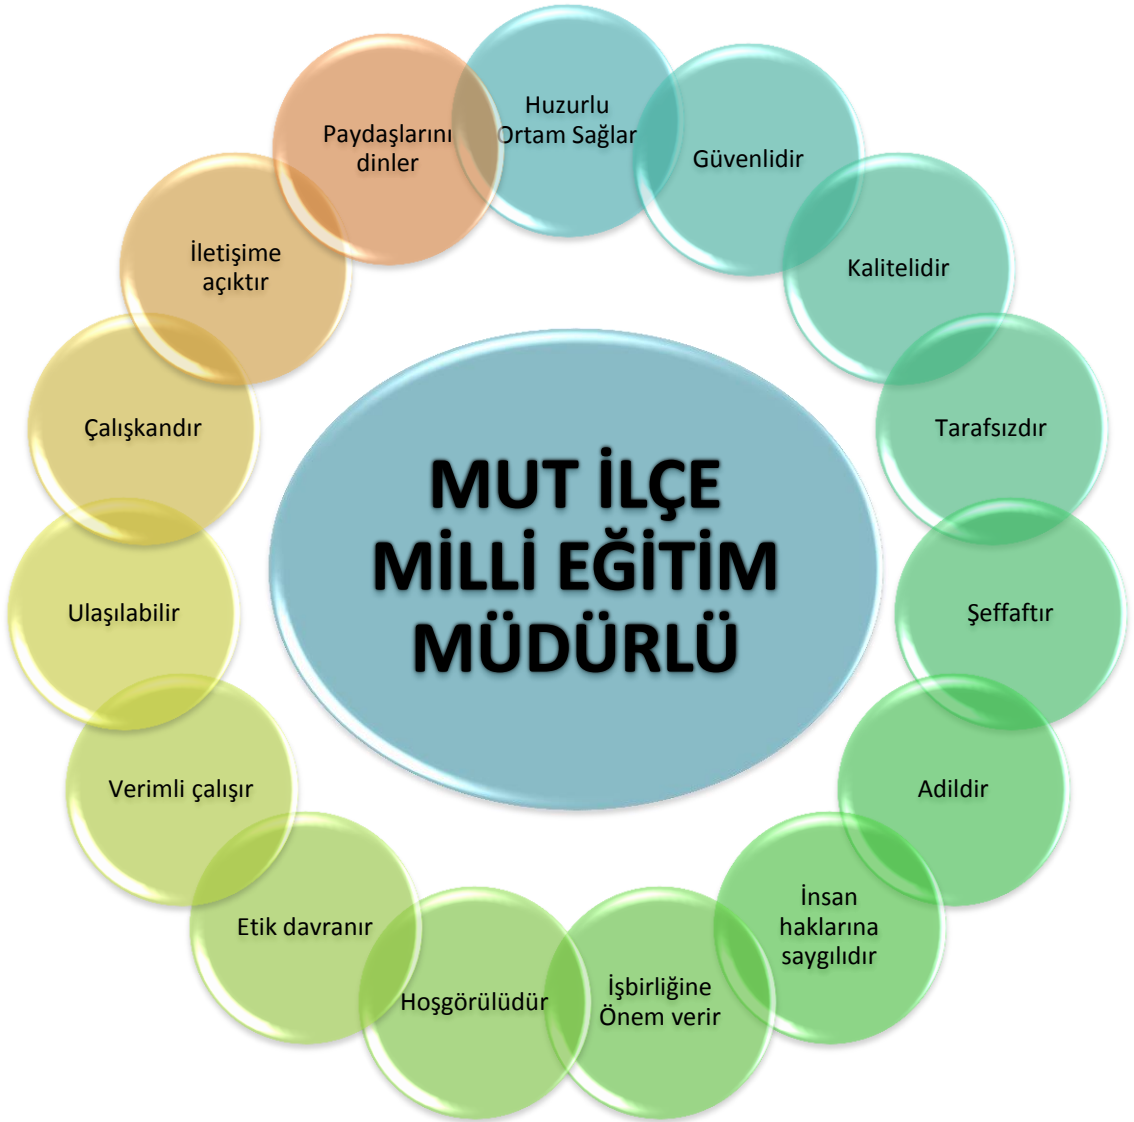 Huzurlu
Ortam Sağlar
Güvenlidir
Kalitelidir
Tarafsızdır
Şeffaftır
Adildir
İnsan
haklarına
saygılıdır
İşbirliğine
Önem verir
Hoşgörülüdür
Etik davranır
Verimli çalışır
Ulaşılabilir
Çalışkandır
İletişime
açıktır
Paydaşlarını
dinler
MUT İLÇE
MİLLİ EĞİTİM
MÜDÜRLÜ